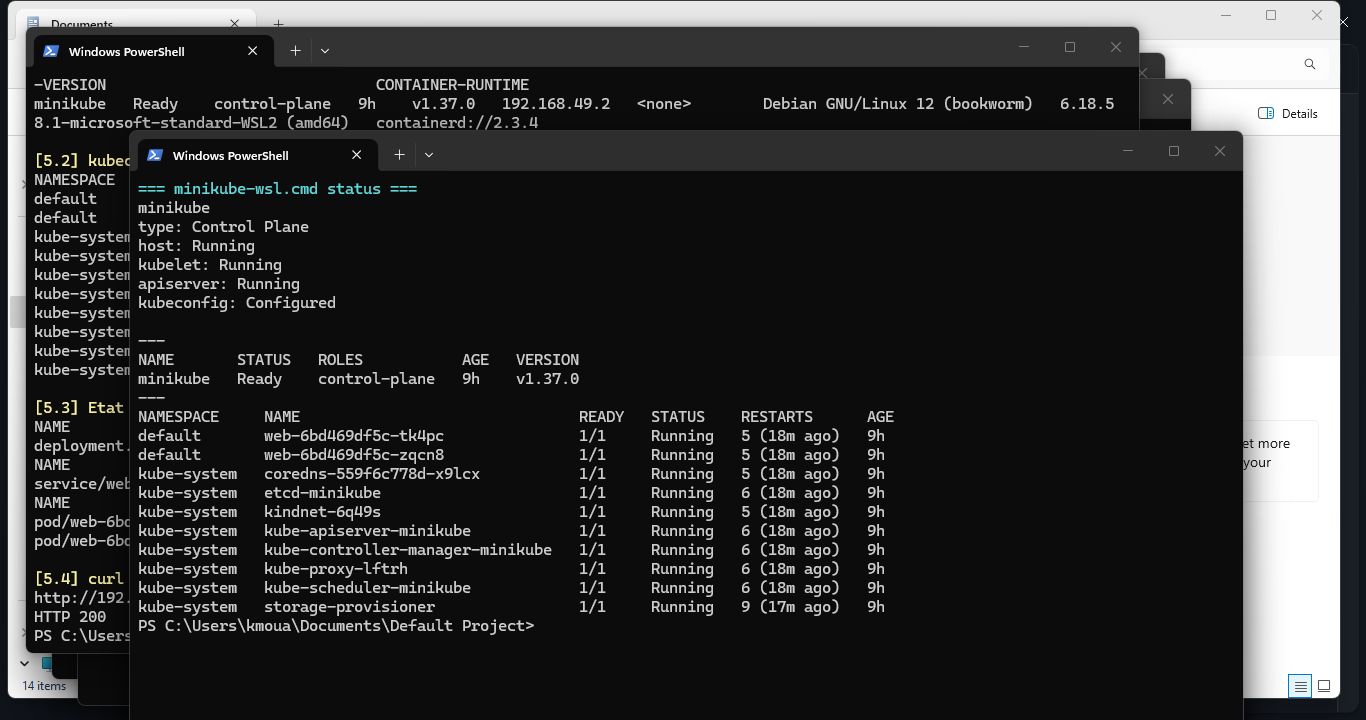 Documents
Windows PowerShell
-VERSION CONTAINER-RUNTIME
minikube Ready control-plane 9h v1.37.0 192.168.49.2 <none> Debian GNU/Linux 12 (bookworm) 6.18.5
8.1-microsoft-standard-WSL2 (amd64) containerd://2.3.4
[5.2]
NAMESPACE
default
default
kube-system
kube-system
kube-system
kube-system
kube-system
kube-system
kube-system
kube-system
[5.3] Etat
NAME
deployment.
NAME
service/web
NAME
pod/web-6bd
pod/web-6bd
[5.4] curl
http://192.
HTTP 200
PS C:\Users
Windows PowerShell
=== minikube-wsl.cmd status ===
minikube
type: Control Plane
host: Running
kubelet: Running
apiserver: Running
kubeconfig: Configured
---
NAME STATUS ROLES AGE VERSION
minikube Ready control-plane 9h v1.37.0
---
NAMESPACE NAME READY STATUS RESTARTS AGE
default web-6bd469df5c-tk4pc 1/1 Running 5 (18m ago) 9h
default web-6bd469df5c-zqcn8 1/1 Running 5 (18m ago) 9h
kube-system coredns-559f6c778d-x9lcx 1/1 Running 5 (18m ago) 9h
kube-system etcd-minikube 1/1 Running 6 (18m ago) 9h
kube-system kindnet-6q49s 1/1 Running 5 (18m ago) 9h
kube-system kube-apiserver-minikube 1/1 Running 6 (18m ago) 9h
kube-system kube-controller-manager-minikube 1/1 Running 6 (18m ago) 9h
kube-system kube-proxy-lftrh 1/1 Running 6 (18m ago) 9h
kube-system kube-scheduler-minikube 1/1 Running 6 (18m ago) 9h
kube-system storage-provisioner 1/1 Running 9 (17m ago) 9h
PS C:\Users\kmoua\Documents\Default Project>
Details
et more
your
14 items